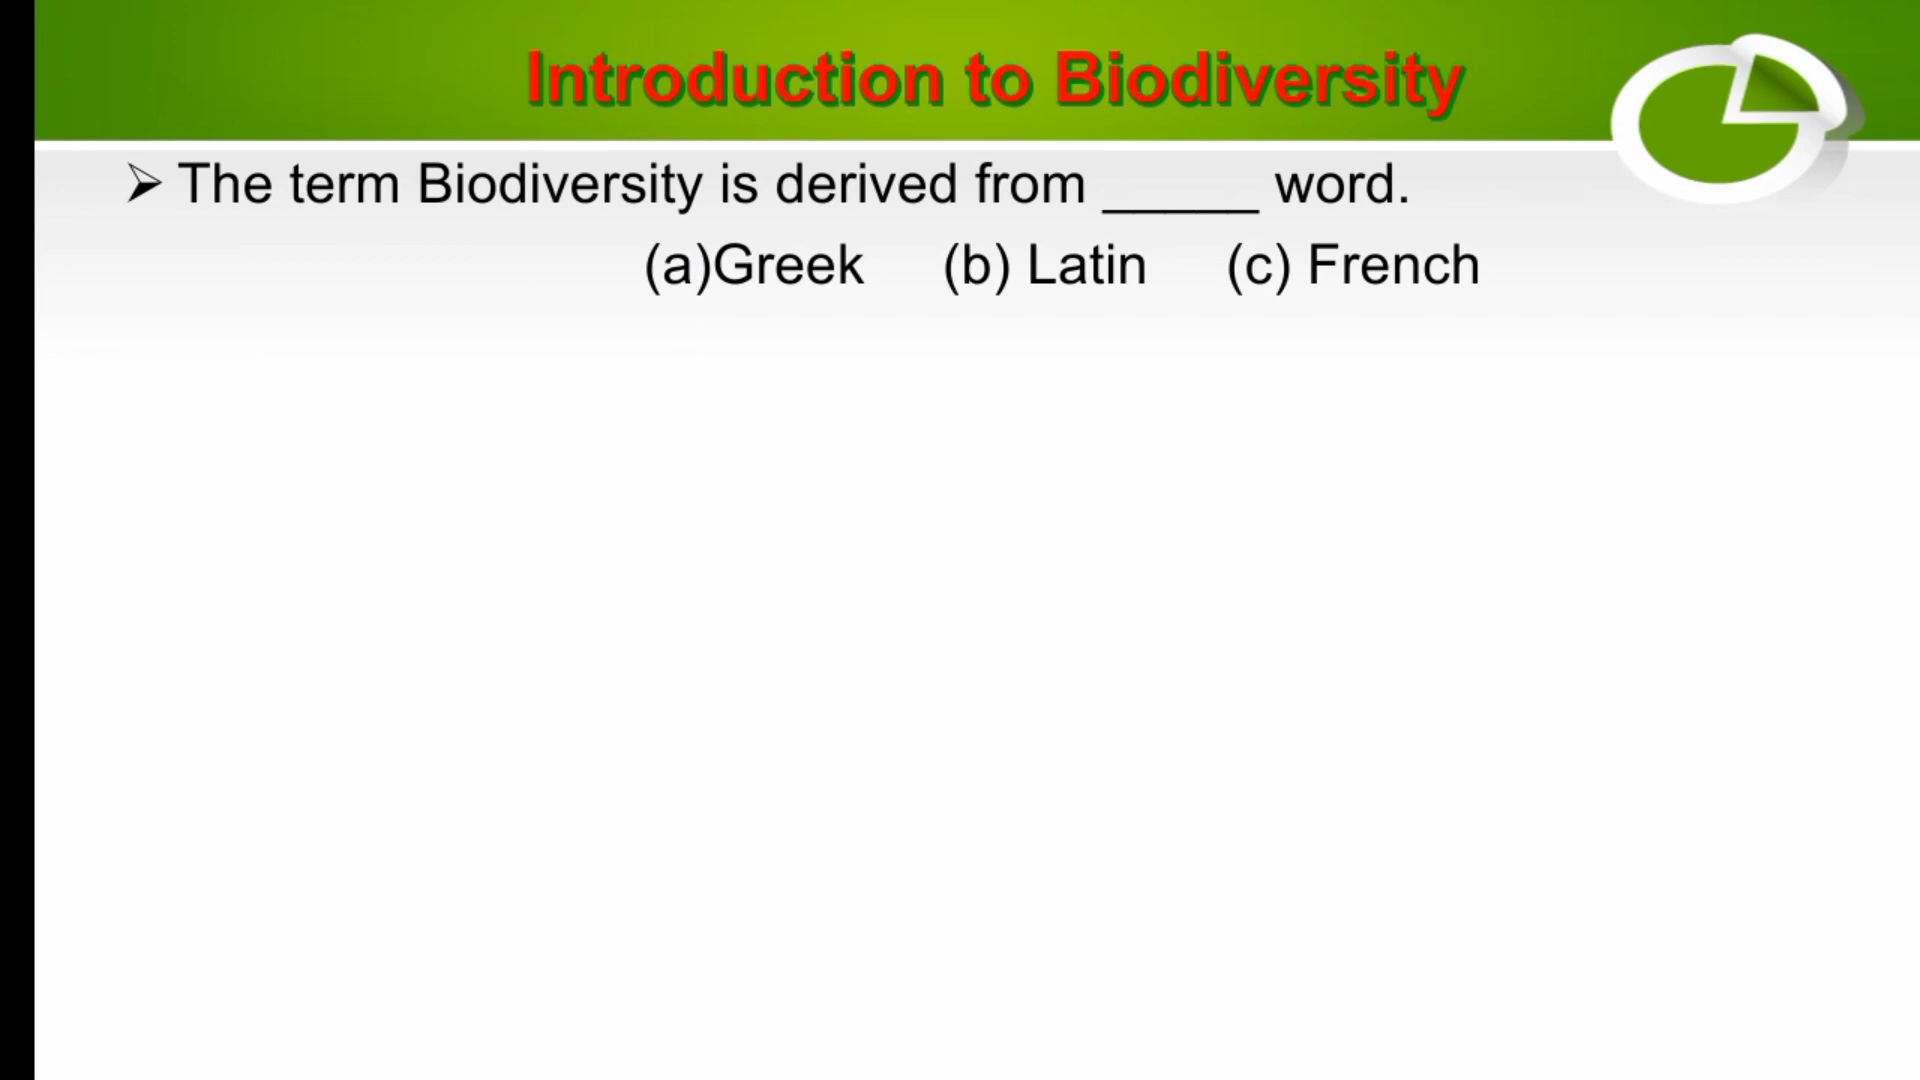 Introduction to Biodiversity
➢ The term Biodiversity is derived from _____ word.
(a)Greek (b) Latin (c) French